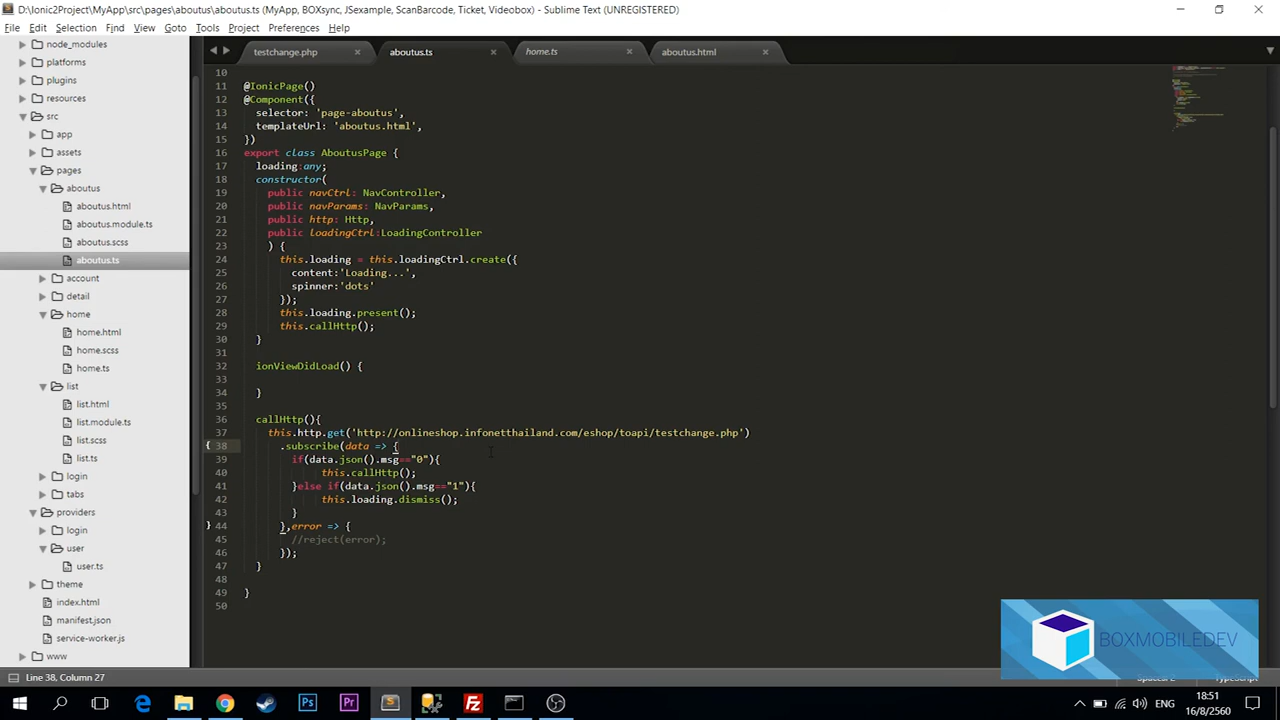 D:\Ionic2Project\MyApp\src\pages\aboutus\aboutus.ts (MyApp, BOXsync, JSexample, ScanBarcode, Ticket, Videobox) - Sublime Text (UNREGISTERED)
File Edit Selection Find View Goto Tools Project Preferences Help
node_modules
platforms
plugins
resources
src
app
assets
pages
aboutus
aboutus.html
aboutus.module.ts
aboutus.scss
aboutus.ts
account
detail
home
home.html
home.scss
home.ts
list
list.html
list.module.ts
list.scss
list.ts
login
tabs
providers
login
user
user.ts
theme
index.html
manifest.json
service-worker.js
www
testchange.php aboutus.ts home.ts aboutus.html
10
11 @IonicPage()
12 @Component({
13 selector: 'page-aboutus',
14 templateUrl: 'aboutus.html',
15 })
16 export class AboutusPage {
17 loading:any;
18 constructor(
19 public navCtrl: NavController,
20 public navParams: NavParams,
21 public http: Http,
22 public loadingCtrl:LoadingController
23 ) {
24 this.loading = this.loadingCtrl.create({
25 content:'Loading...',
26 spinner:'dots'
27 });
28 this.loading.present();
29 this.callHttp();
30 }
31
32 ionViewDidLoad() {
33
34 }
35
36 callHttp(){
37 this.http.get('http://onlineshop.infonetthailand.com/eshop/toapi/testchange.php')
38 .subscribe(data => {
39 if(data.json().msg=="0"){
40 this.callHttp();
41 }else if(data.json().msg=="1"){
42 this.loading.dismiss();
43 }
44 },error => {
45 //reject(error);
46 });
47 }
48
49 }
50
BOXMOBILEDEV
Line 38, Column 27
ENG
18:51
16/8/2560